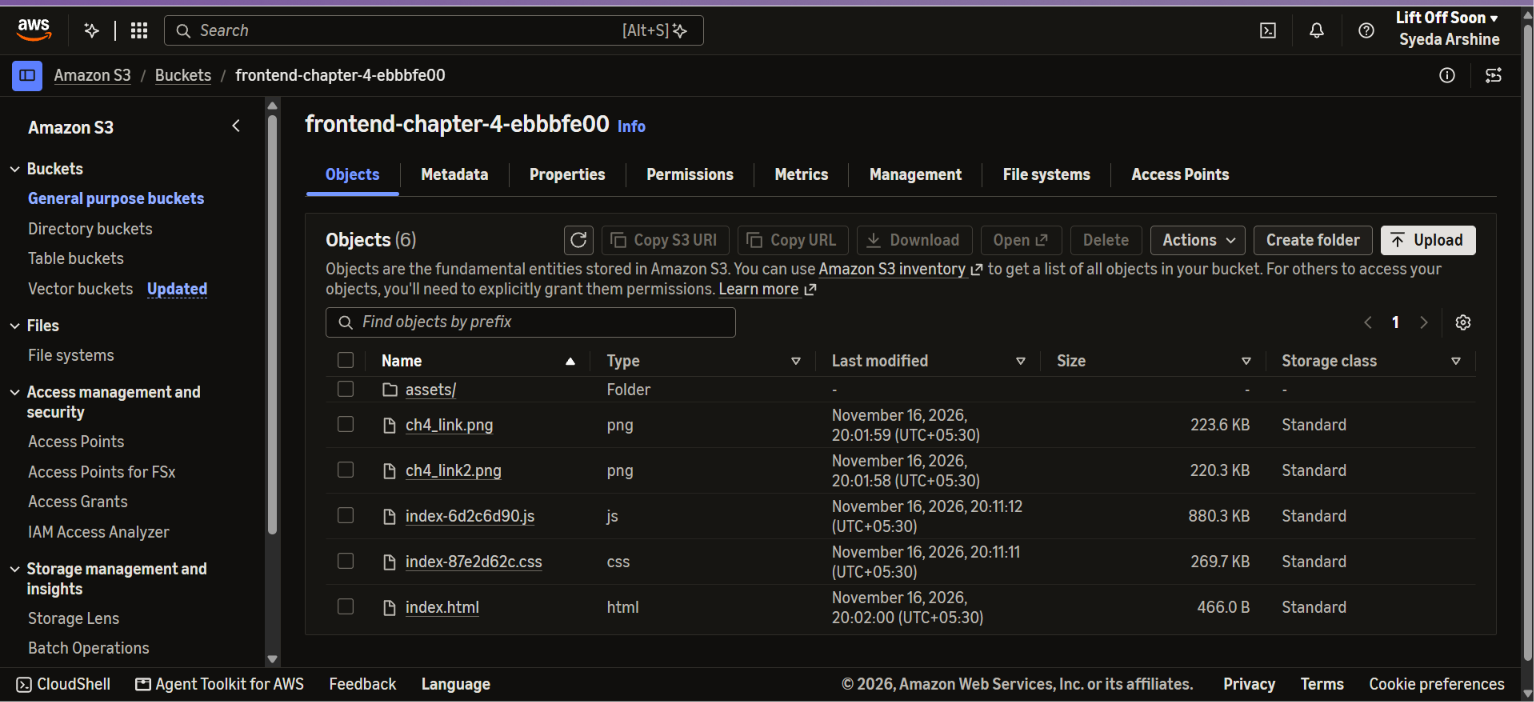 aws
Search [Alt+S]
Lift Off Soon
Syeda Arshine
Amazon S3 / Buckets / frontend-chapter-4-ebbbfe00
Amazon S3
Buckets
General purpose buckets
Directory buckets
Table buckets
Vector buckets Updated
Files
File systems
Access management and
security
Access Points
Access Points for FSx
Access Grants
IAM Access Analyzer
Storage management and
insights
Storage Lens
Batch Operations
frontend-chapter-4-ebbbfe00 Info
Objects Metadata Properties Permissions Metrics Management File systems Access Points
Objects (6) Copy S3 URI Copy URL Download Open Delete Actions Create folder Upload
Objects are the fundamental entities stored in Amazon S3. You can use Amazon S3 inventory to get a list of all objects in your bucket. For others to access your
objects, you'll need to explicitly grant them permissions. Learn more
Find objects by prefix 1
Name Type Last modified Size Storage class
assets/ Folder - - -
ch4_link.png png November 16, 2026, 223.6 KB Standard
20:01:59 (UTC+05:30)
ch4_link2.png png November 16, 2026, 220.3 KB Standard
20:01:58 (UTC+05:30)
index-6d2c6d90.js js November 16, 2026, 20:11:12 880.3 KB Standard
(UTC+05:30)
index-87e2d62c.css css November 16, 2026, 20:11:11 269.7 KB Standard
(UTC+05:30)
index.html html November 16, 2026, 466.0 B Standard
20:02:00 (UTC+05:30)
CloudShell Agent Toolkit for AWS Feedback Language © 2026, Amazon Web Services, Inc. or its affiliates. Privacy Terms Cookie preferences